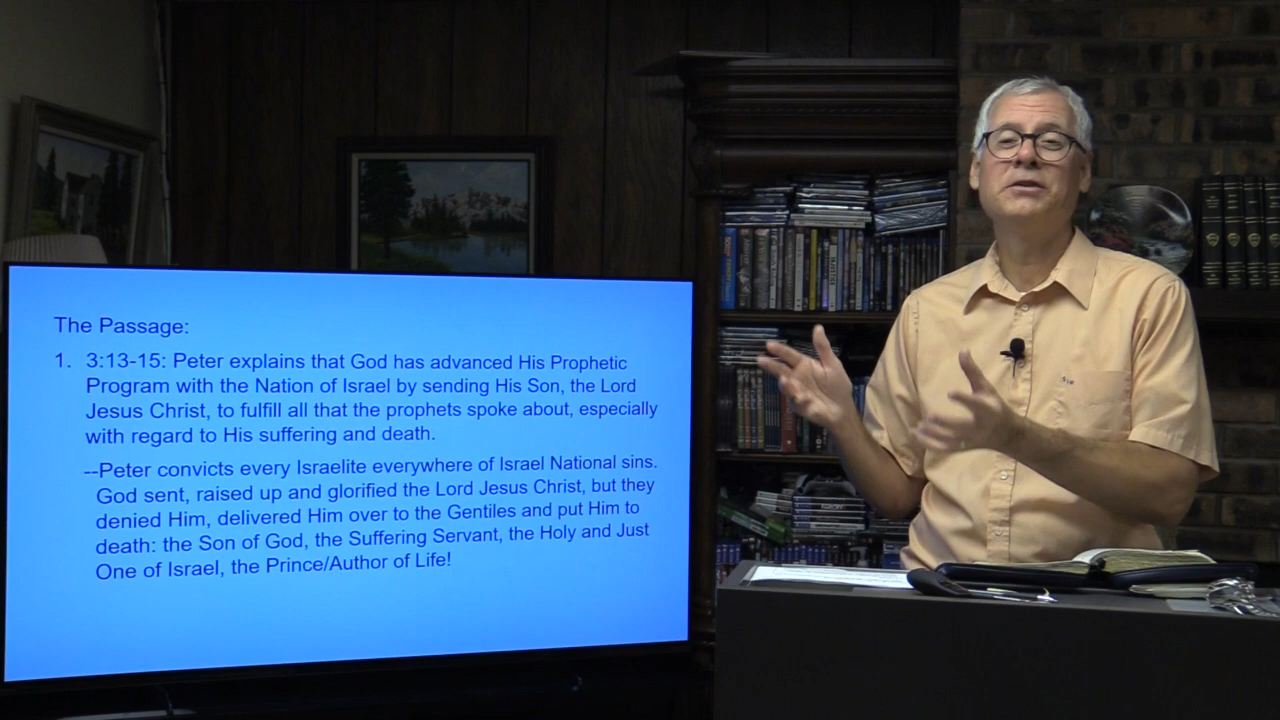 The Passage:
1. 3:13-15: Peter explains that God has advanced His Prophetic
Program with the Nation of Israel by sending His Son, the Lord
Jesus Christ, to fulfill all that the prophets spoke about, especially
with regard to His suffering and death.
--Peter convicts every Israelite everywhere of Israel National sins.
God sent, raised up and glorified the Lord Jesus Christ, but they
denied Him, delivered Him over to the Gentiles and put Him to
death: the Son of God, the Suffering Servant, the Holy and Just
One of Israel, the Prince/Author of Life!